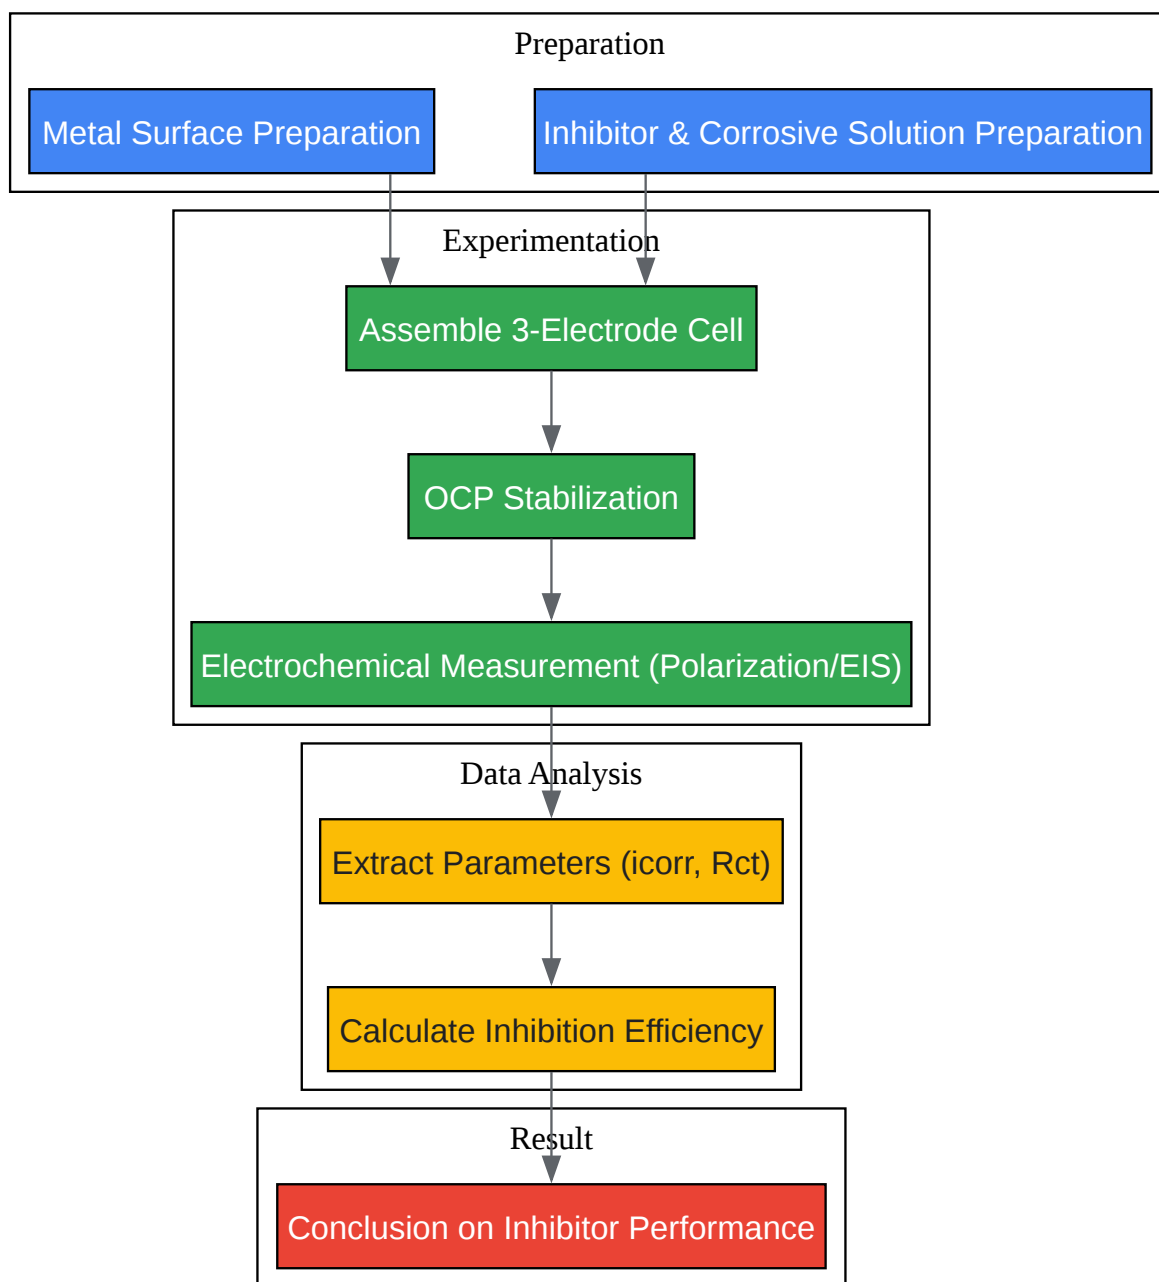 Preparation
Metal Surface Preparation
Inhibitor & Corrosive Solution Preparation
Experimentation
Assemble 3-Electrode Cell
OCP Stabilization
Electrochemical Measurement (Polarization/EIS)
Data Analysis
Extract Parameters (icorr, Rct)
Calculate Inhibition Efficiency
Result
Conclusion on Inhibitor Performance